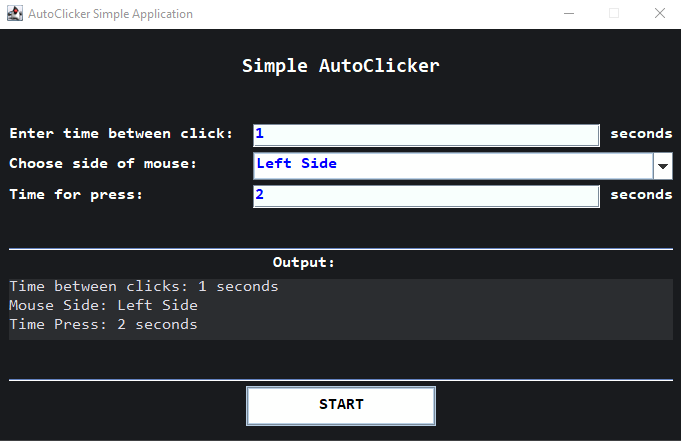 AutoClicker Simple Application
Simple AutoClicker
Enter time between click: 1 seconds
Choose side of mouse: Left Side
Time for press: 2 seconds
Output:
Time between clicks: 1 seconds
Mouse Side: Left Side
Time Press: 2 seconds
START